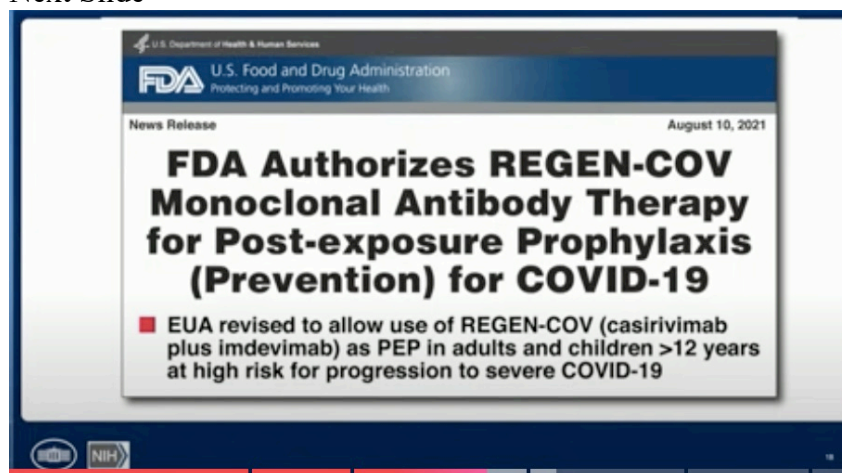 U.S. Department of Health & Human Services
FDA U.S. Food and Drug Administration
Protecting and Promoting Your Health
News Release August 10, 2021
FDA Authorizes REGEN-COV
Monoclonal Antibody Therapy
for Post-exposure Prophylaxis
(Prevention) for COVID-19
EUA revised to allow use of REGEN-COV (casirivimab
plus imdevimab) as PEP in adults and children >12 years
at high risk for progression to severe COVID-19
NIH